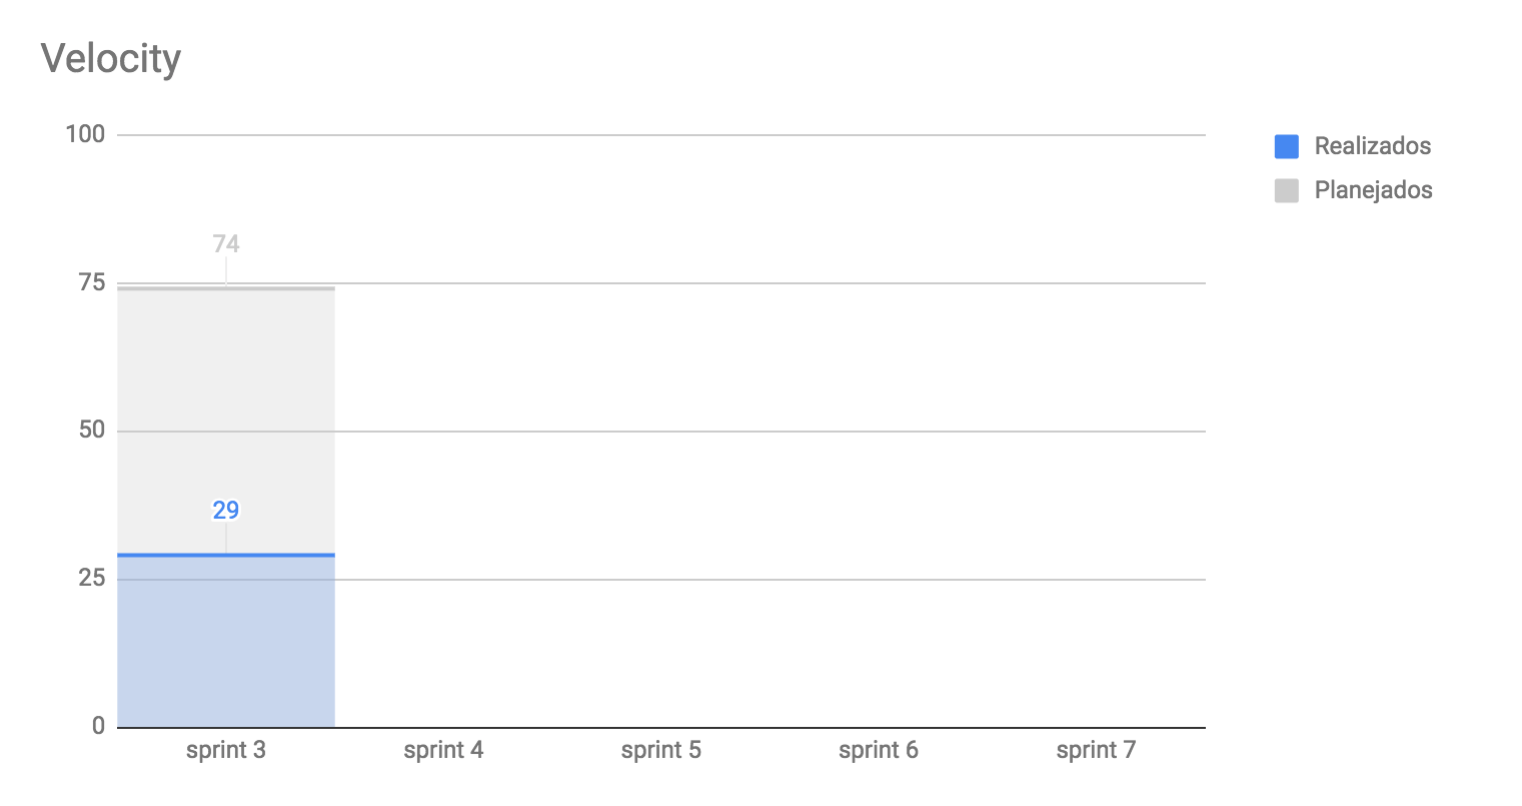 Velocity
100
Realizados
Planejados
74
75
50
29
25
0
sprint 3
sprint 4
sprint 5
sprint 6
sprint 7